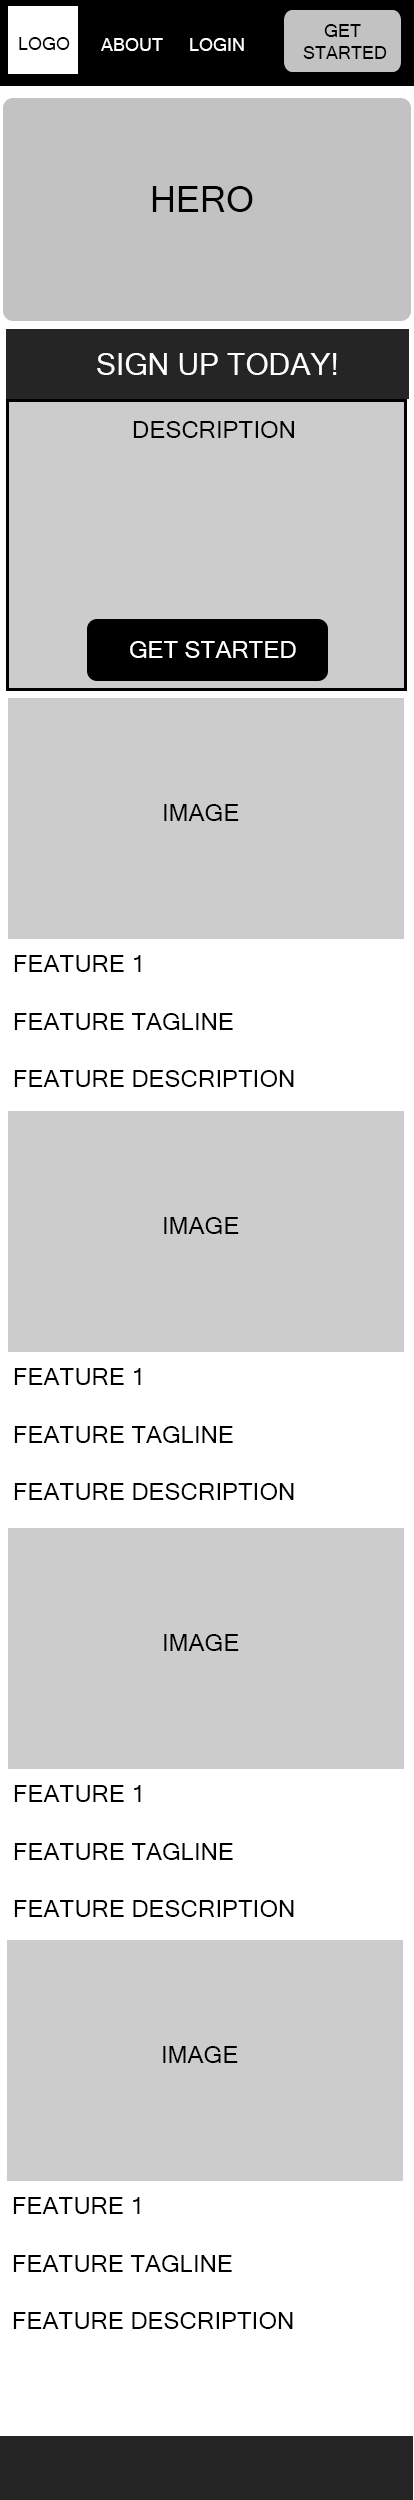 LOGO
ABOUT
LOGIN
GET
STARTED
HERO
SIGN UP TODAY!
DESCRIPTION
GET STARTED
IMAGE
FEATURE 1
FEATURE TAGLINE
FEATURE DESCRIPTION
IMAGE
FEATURE 1
FEATURE TAGLINE
FEATURE DESCRIPTION
IMAGE
FEATURE 1
FEATURE TAGLINE
FEATURE DESCRIPTION
IMAGE
FEATURE 1
FEATURE TAGLINE
FEATURE DESCRIPTION